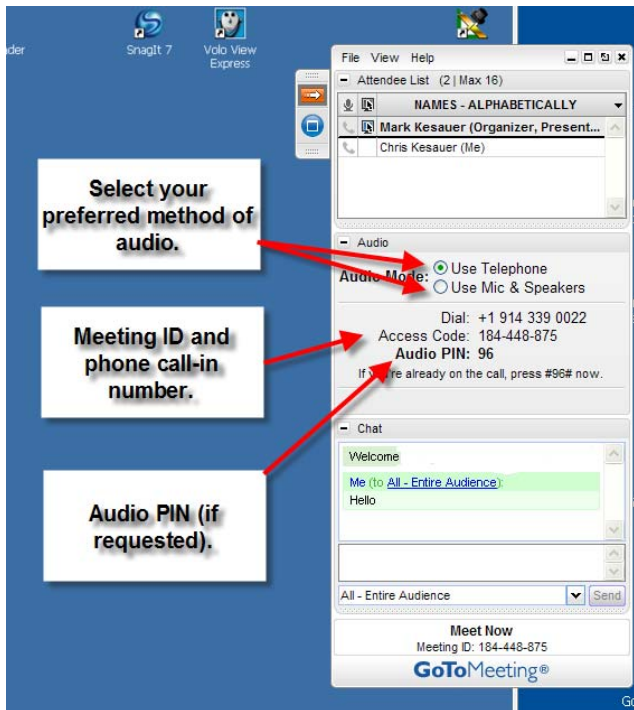 der
SnagIt 7
Volo View
Express
File View Help
Attendee List (2 | Max 16)
NAMES - ALPHABETICALLY
Mark Kesauer (Organizer, Present...
Chris Kesauer (Me)
Select your
preferred method of
audio.
Audio
Audio Mode: Use Telephone
Use Mic & Speakers
Meeting ID and
phone call-in
number.
Dial: +1 914 339 0022
Access Code: 184-448-875
Audio PIN: 96
If you're already on the call, press #96# now.
Chat
Welcome
Me (to All - Entire Audience):
Hello
Audio PIN (if
requested).
All - Entire Audience
Send
Meet Now
Meeting ID: 184-448-875
GoToMeeting®
Go